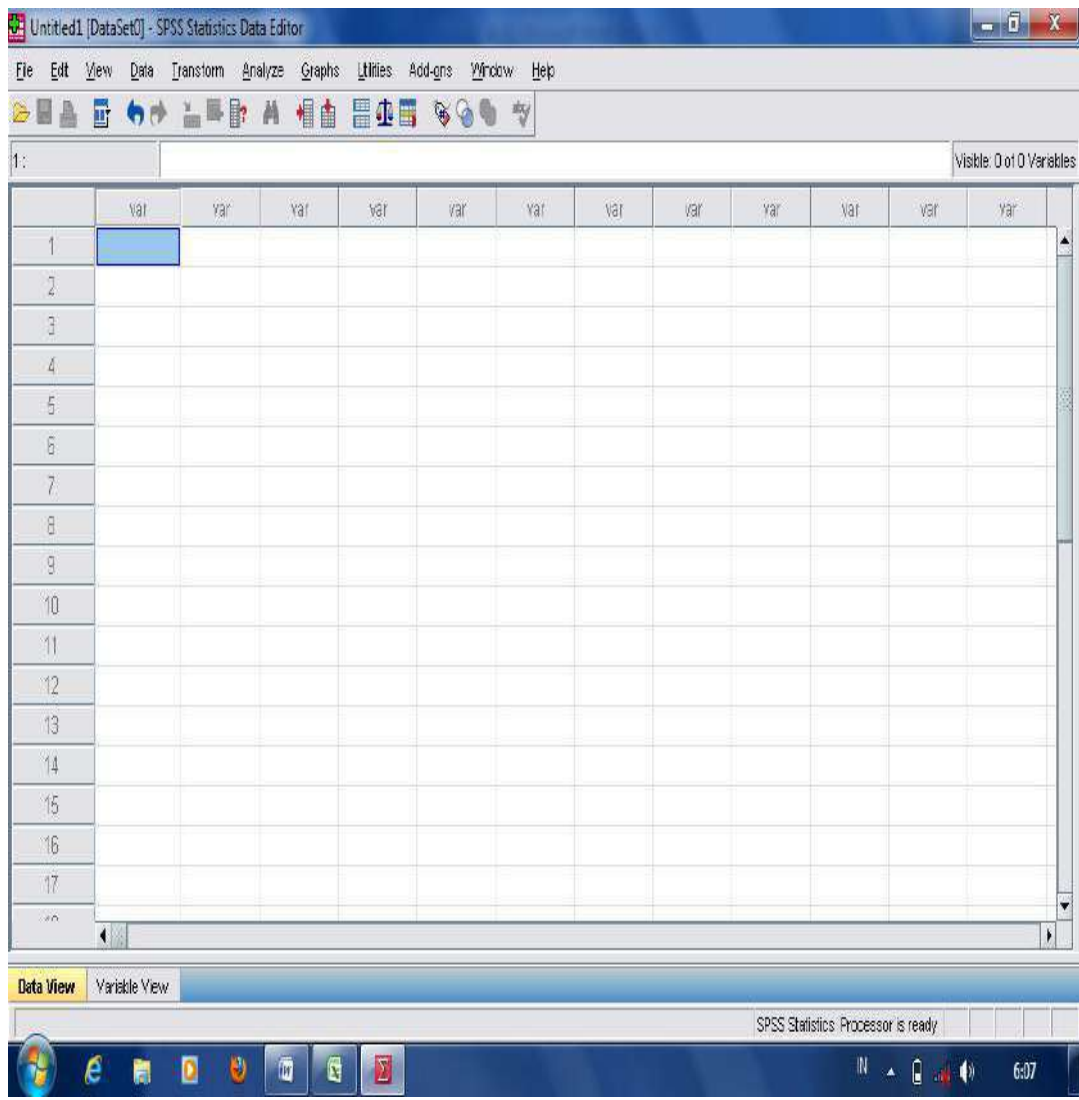 Untitled1 [DataSet0] - SPSS Statistics Data Editor
File Edit View Data Transform Analyze Graphs Utilities Add-ons Window Help
1 : Visible: 0 of 0 Variables
var var var var var var var var var var var var
1
2
3
4
5
6
7
8
9
10
11
12
13
14
15
16
17
Data View Variable View
SPSS Statistics Processor is ready
IN 6:07